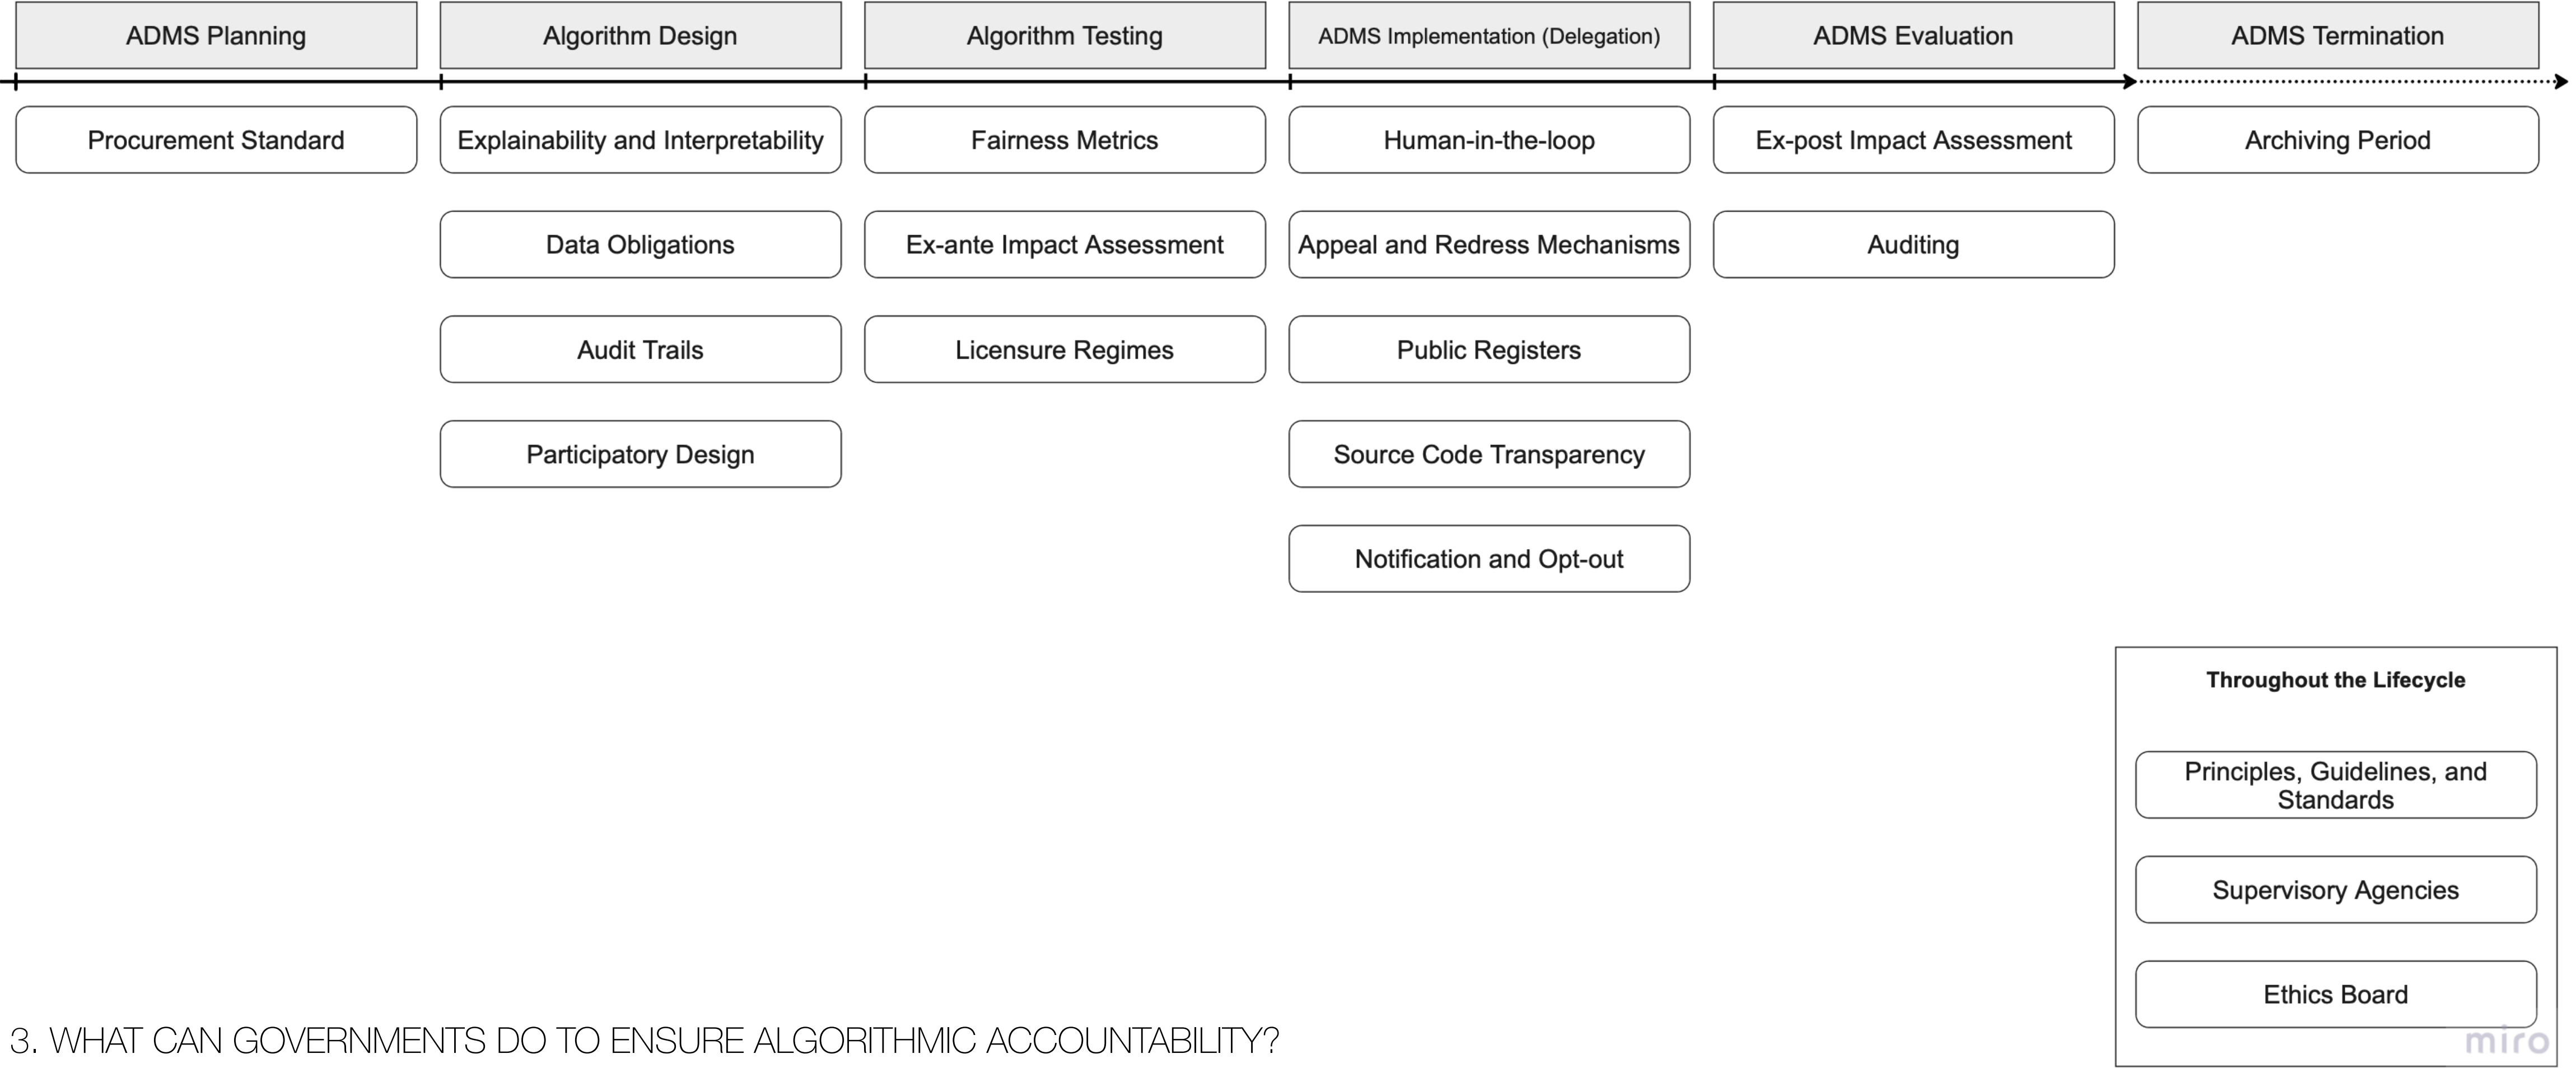 ADMS Planning
Algorithm Design
Algorithm Testing
ADMS Implementation (Delegation)
ADMS Evaluation
ADMS Termination
Procurement Standard
Explainability and Interpretability
Fairness Metrics
Human-in-the-loop
Ex-post Impact Assessment
Archiving Period
Data Obligations
Ex-ante Impact Assessment
Appeal and Redress Mechanisms
Auditing
Audit Trails
Licensure Regimes
Public Registers
Participatory Design
Source Code Transparency
Notification and Opt-out
Throughout the Lifecycle
Principles, Guidelines, and
Standards
Supervisory Agencies
Ethics Board
3. WHAT CAN GOVERNMENTS DO TO ENSURE ALGORITHMIC ACCOUNTABILITY?
miro